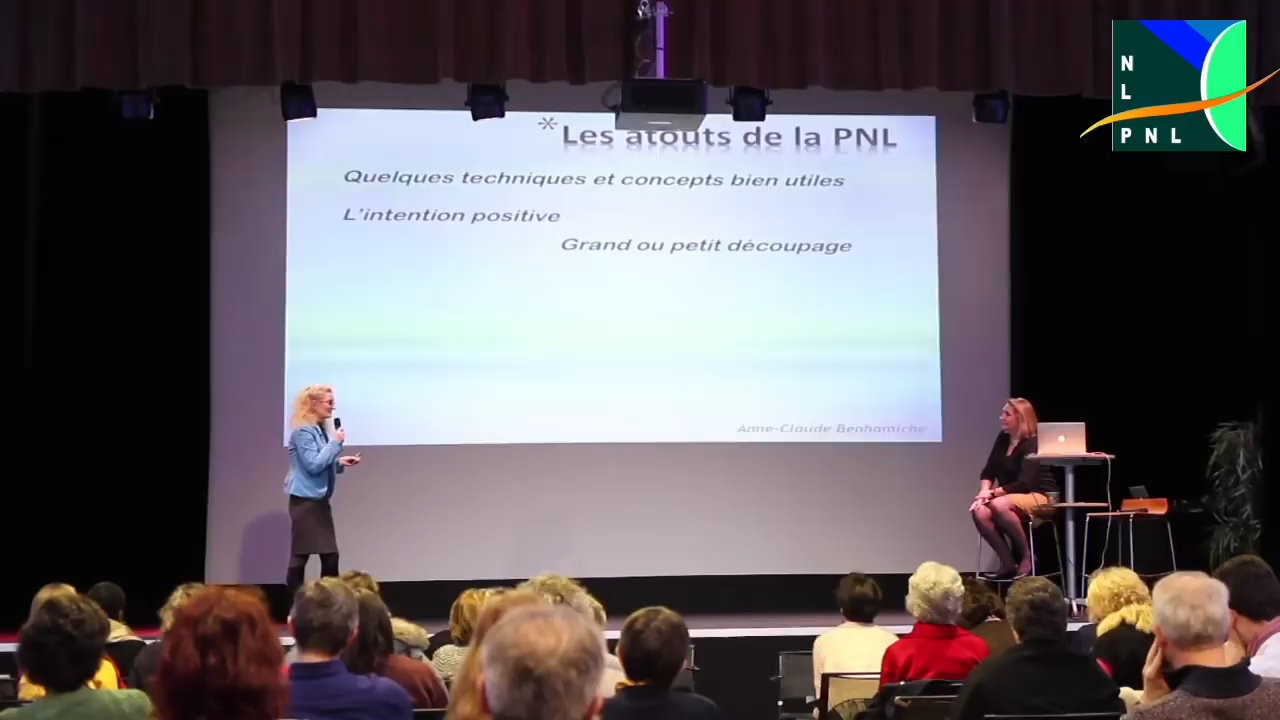 N
L
P N L
* Les atouts de la PNL
Quelques techniques et concepts bien utiles
L'intention positive
Grand ou petit découpage
Anne-Claude Benhamiche